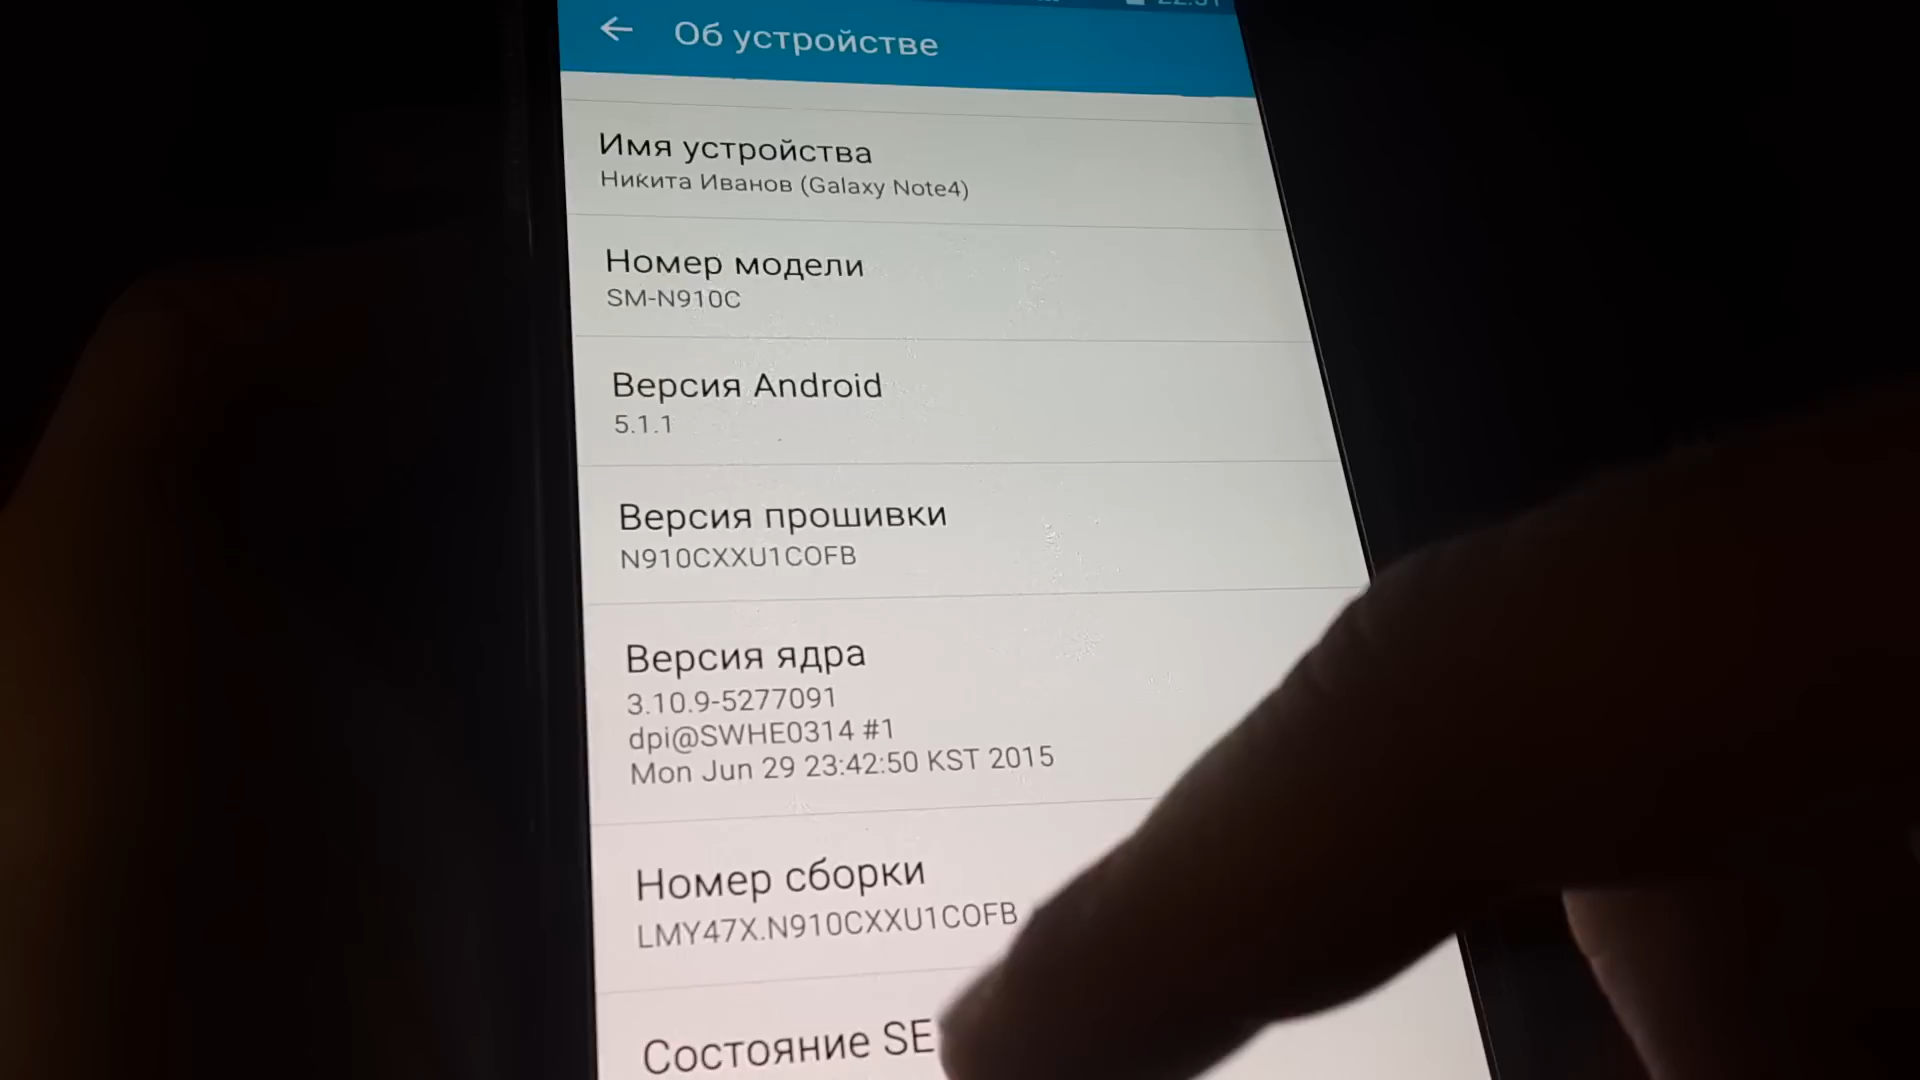 Об устройстве
Имя устройства
Никита Иванов (Galaxy Note4)
Номер модели
SM-N910C
Версия Android
5.1.1
Версия прошивки
N910CXXU1COFB
Версия ядра
3.10.9-5277091
dpi@SWHE0314 #1
Mon Jun 29 23:42:50 KST 2015
Номер сборки
LMY47X.N910CXXU1COFB
Состояние SE